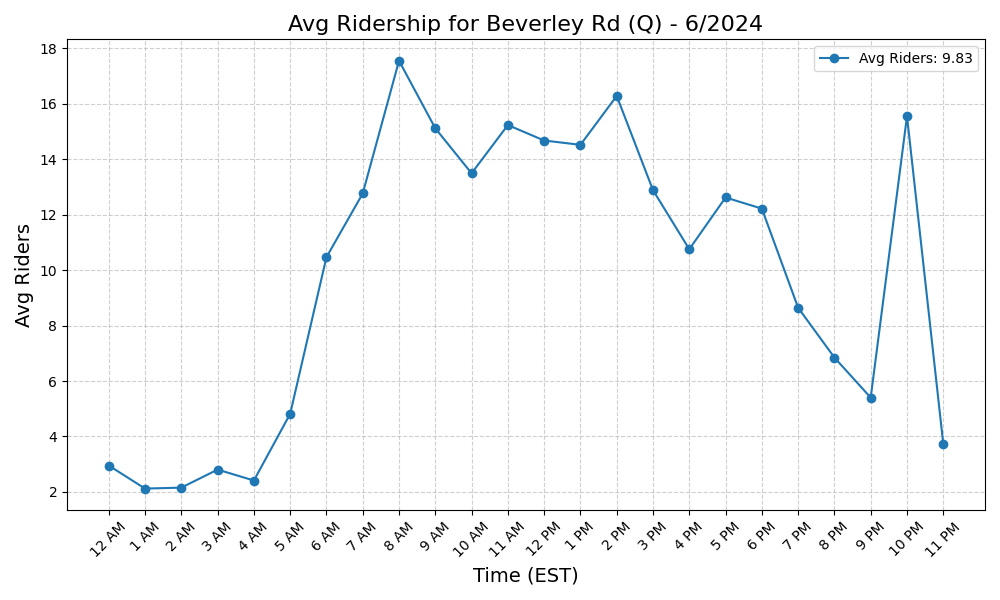 Avg Ridership for Beverley Rd (Q) - 6/2024
Avg Riders: 9.83
18
16
14
12
10
8
6
4
2
Avg Riders
12 AM
1 AM
2 AM
3 AM
4 AM
5 AM
6 AM
7 AM
8 AM
9 AM
10 AM
11 AM
12 PM
1 PM
2 PM
3 PM
4 PM
5 PM
6 PM
7 PM
8 PM
9 PM
10 PM
11 PM
Time (EST)